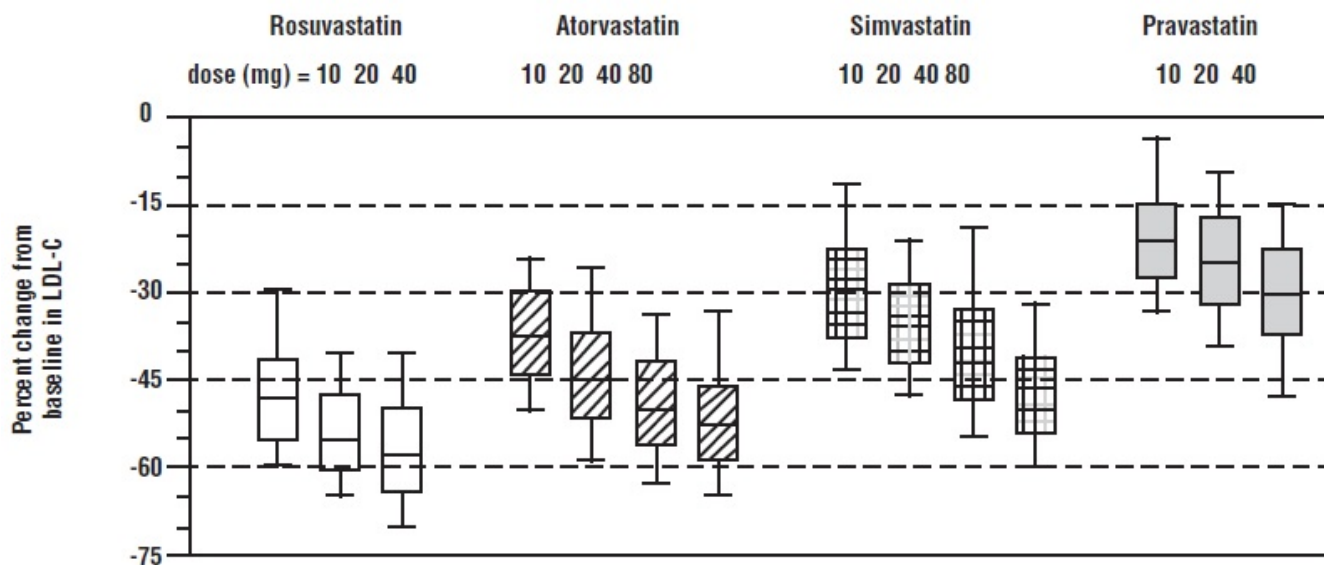 Rosuvastatin Atorvastatin Simvastatin Pravastatin
dose (mg) = 10 20 40 10 20 40 80 10 20 40 80 10 20 40
0
-15
-30
-45
-60
-75
Percent change from
baseline in LDL-C